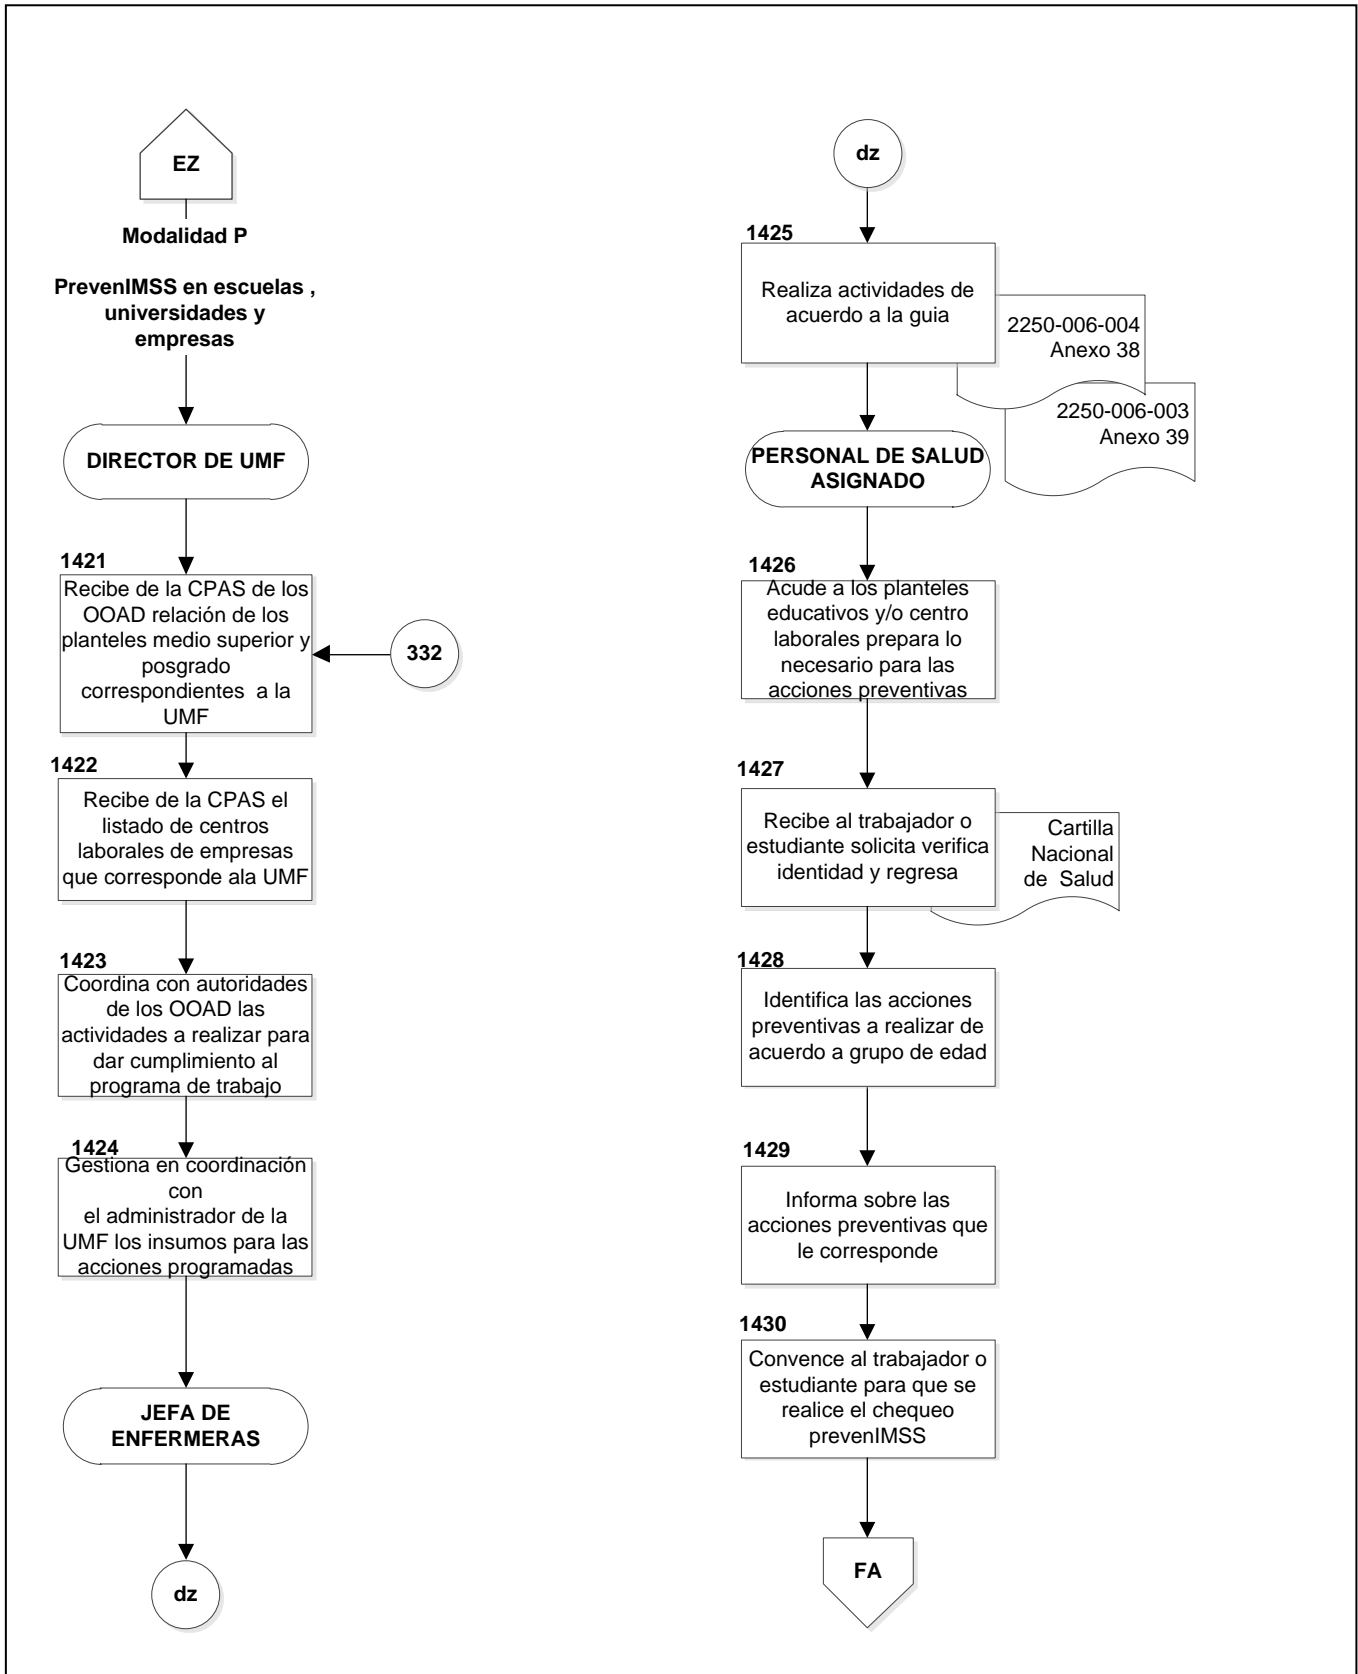 EZ
Modalidad P
PrevenIMSS en escuelas ,
universidades y
empresas
DIRECTOR DE UMF
1421
Recibe de la CPAS de los
OOAD relación de los
planteles medio superior y
posgrado
correspondientes a la
UMF
332
1422
Recibe de la CPAS el
listado de centros
laborales de empresas
que corresponde ala UMF
1423
Coordina con autoridades
de los OOAD las
actividades a realizar para
dar cumplimiento al
programa de trabajo
1424
Gestiona en coordinación
con
el administrador de la
UMF los insumos para las
acciones programadas
JEFA DE
ENFERMERAS
dz
dz
1425
Realiza actividades de
acuerdo a la guia
2250-006-004
Anexo 38
2250-006-003
Anexo 39
PERSONAL DE SALUD
ASIGNADO
1426
Acude a los planteles
educativos y/o centro
laborales prepara lo
necesario para las
acciones preventivas
1427
Recibe al trabajador o
estudiante solicita verifica
identidad y regresa
Cartilla
Nacional
de Salud
1428
Identifica las acciones
preventivas a realizar de
acuerdo a grupo de edad
1429
Informa sobre las
acciones preventivas que
le corresponde
1430
Convence al trabajador o
estudiante para que se
realice el chequeo
prevenIMSS
FA